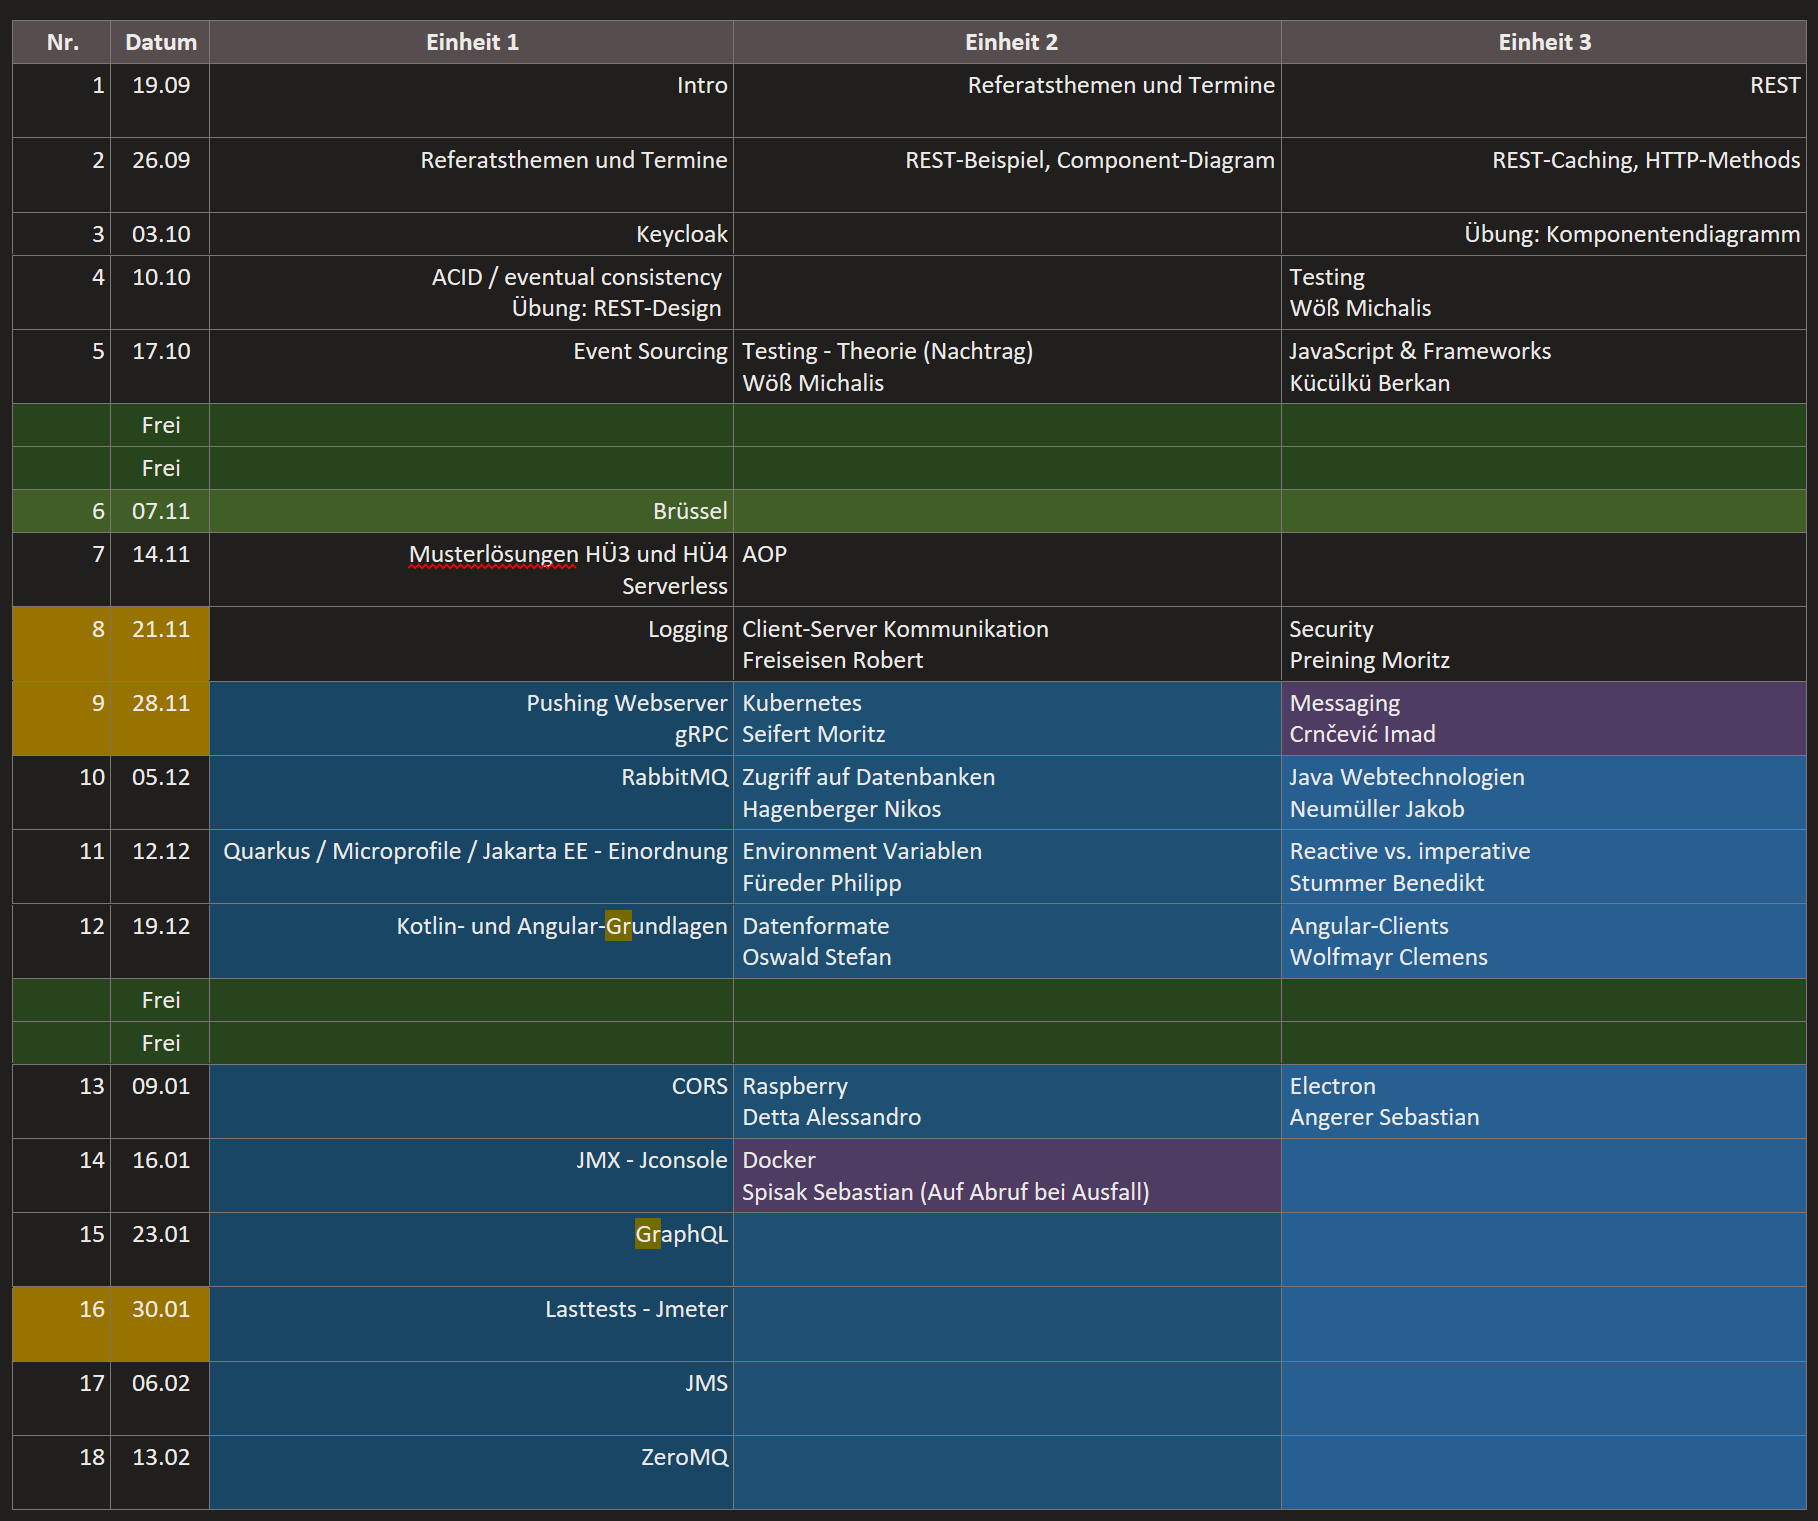 Nr. Datum Einheit 1 Einheit 2 Einheit 3
1 19.09 Intro Referatsthemen und Termine REST
2 26.09 Referatsthemen und Termine REST-Beispiel, Component-Diagram REST-Caching, HTTP-Methods
3 03.10 Keycloak Übung: Komponentendiagramm
4 10.10 ACID / eventual consistency Testing
Übung: REST-Design Wöß Michalis
5 17.10 Event Sourcing Testing - Theorie (Nachtrag) JavaScript & Frameworks
Wöß Michalis Kücülkü Berkan
Frei
Frei
6 07.11 Brüssel
7 14.11 Musterlösungen HÜ3 und HÜ4 AOP
Serverless
8 21.11 Logging Client-Server Kommunikation Security
Freiseisen Robert Preining Moritz
9 28.11 Pushing Webserver Kubernetes Messaging
gRPC Seifert Moritz Crnčević Imad
10 05.12 RabbitMQ Zugriff auf Datenbanken Java Webtechnologien
Hagenberger Nikos Neumüller Jakob
11 12.12 Quarkus / Microprofile / Jakarta EE - Einordnung Environment Variablen Reactive vs. imperative
Füreder Philipp Stummer Benedikt
12 19.12 Kotlin- und Angular-Grundlagen Datenformate Angular-Clients
Oswald Stefan Wolfmayr Clemens
Frei
Frei
13 09.01 CORS Raspberry Electron
Detta Alessandro Angerer Sebastian
14 16.01 JMX - Jconsole Docker
Spisak Sebastian (Auf Abruf bei Ausfall)
15 23.01 GraphQL
16 30.01 Lasttests - Jmeter
17 06.02 JMS
18 13.02 ZeroMQ